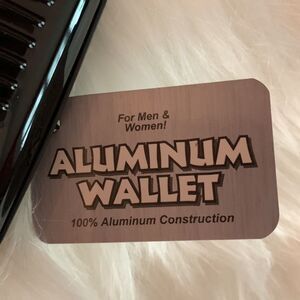 For Men &
Women!
ALUMINUM
WALLET
100% Aluminum Construction